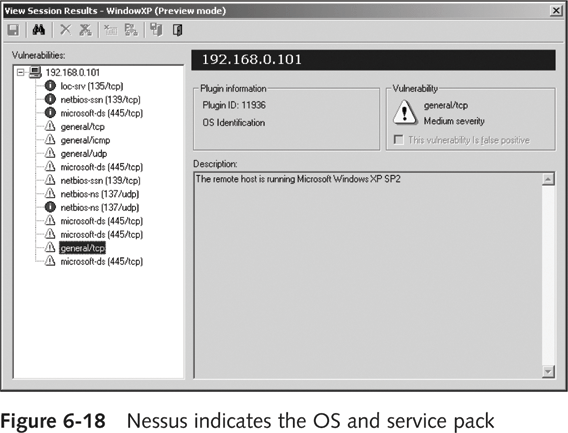 View Session Results - WindowXP (Preview mode)
Vulnerabilities:
192.168.0.101
loc-srv (135/tcp)
netbios-ssn (139/tcp)
microsoft-ds (445/tcp)
general/tcp
general/icmp
general/udp
microsoft-ds (445/tcp)
netbios-ssn (139/tcp)
netbios-ns (137/udp)
netbios-ns (137/udp)
microsoft-ds (445/tcp)
microsoft-ds (445/tcp)
general/tcp
microsoft-ds (445/tcp)
192.168.0.101
Plugin information
Plugin ID: 11936
OS Identification
Vulnerability
general/tcp
Medium severity
This vulnerability Is false positive
Description:
The remote host is running Microsoft Windows XP SP2
Figure 6-18 Nessus indicates the OS and service pack